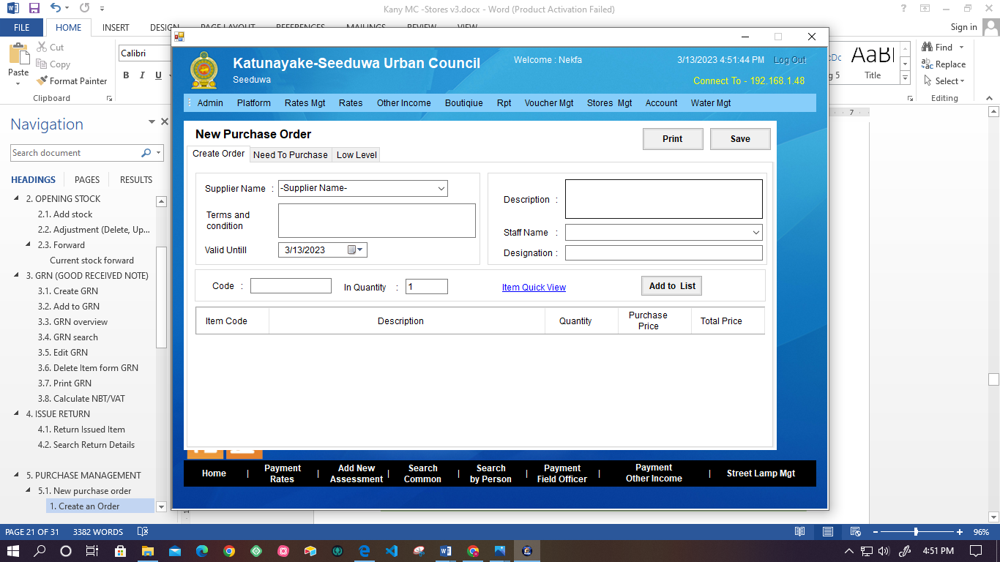 Kany MC -Stores v3.docx - Word (Product Activation Failed)
FILE HOME INSERT DESIGN PAGE LAYOUT REFERENCES MAILINGS REVIEW VIEW Sign in
Cut
Copy
Format Painter
Paste
Clipboard
Calibri
B I U
AaBl
Title
Find
Replace
Select
Editing
Navigation
Search document
HEADINGS PAGES RESULTS
2. OPENING STOCK
2.1. Add stock
2.2. Adjustment (Delete, Up...
2.3. Forward
Current stock forward
3. GRN (GOOD RECEIVED NOTE)
3.1. Create GRN
3.2. Add to GRN
3.3. GRN overview
3.4. GRN search
3.5. Edit GRN
3.6. Delete Item form GRN
3.7. Print GRN
3.8. Calculate NBT/VAT
4. ISSUE RETURN
4.1. Return Issued Item
4.2. Search Return Details
5. PURCHASE MANAGEMENT
5.1. New purchase order
1. Create an Order
Katunayake-Seeduwa Urban Council
Seeduwa
Welcome : Nekfa
3/13/2023 4:51:44 PM Log Out
Connect To - 192.168.1.48
Admin Platform Rates Mgt Rates Other Income Boutiqiue Rpt Voucher Mgt Stores Mgt Account Water Mgt
New Purchase Order
Print Save
Create Order Need To Purchase Low Level
Supplier Name : -Supplier Name-
Terms and
condition
Valid Untill 3/13/2023
Description :
Staff Name :
Designation :
Code : In Quantity : 1 Item Quick View Add to List
Item Code Description Quantity Purchase Price Total Price
Home | Payment Rates | Add New Assessment | Search Common | Search by Person | Payment Field Officer | Payment Other Income | Street Lamp Mgt
7
PAGE 21 OF 31 3382 WORDS 96%
4:51 PM